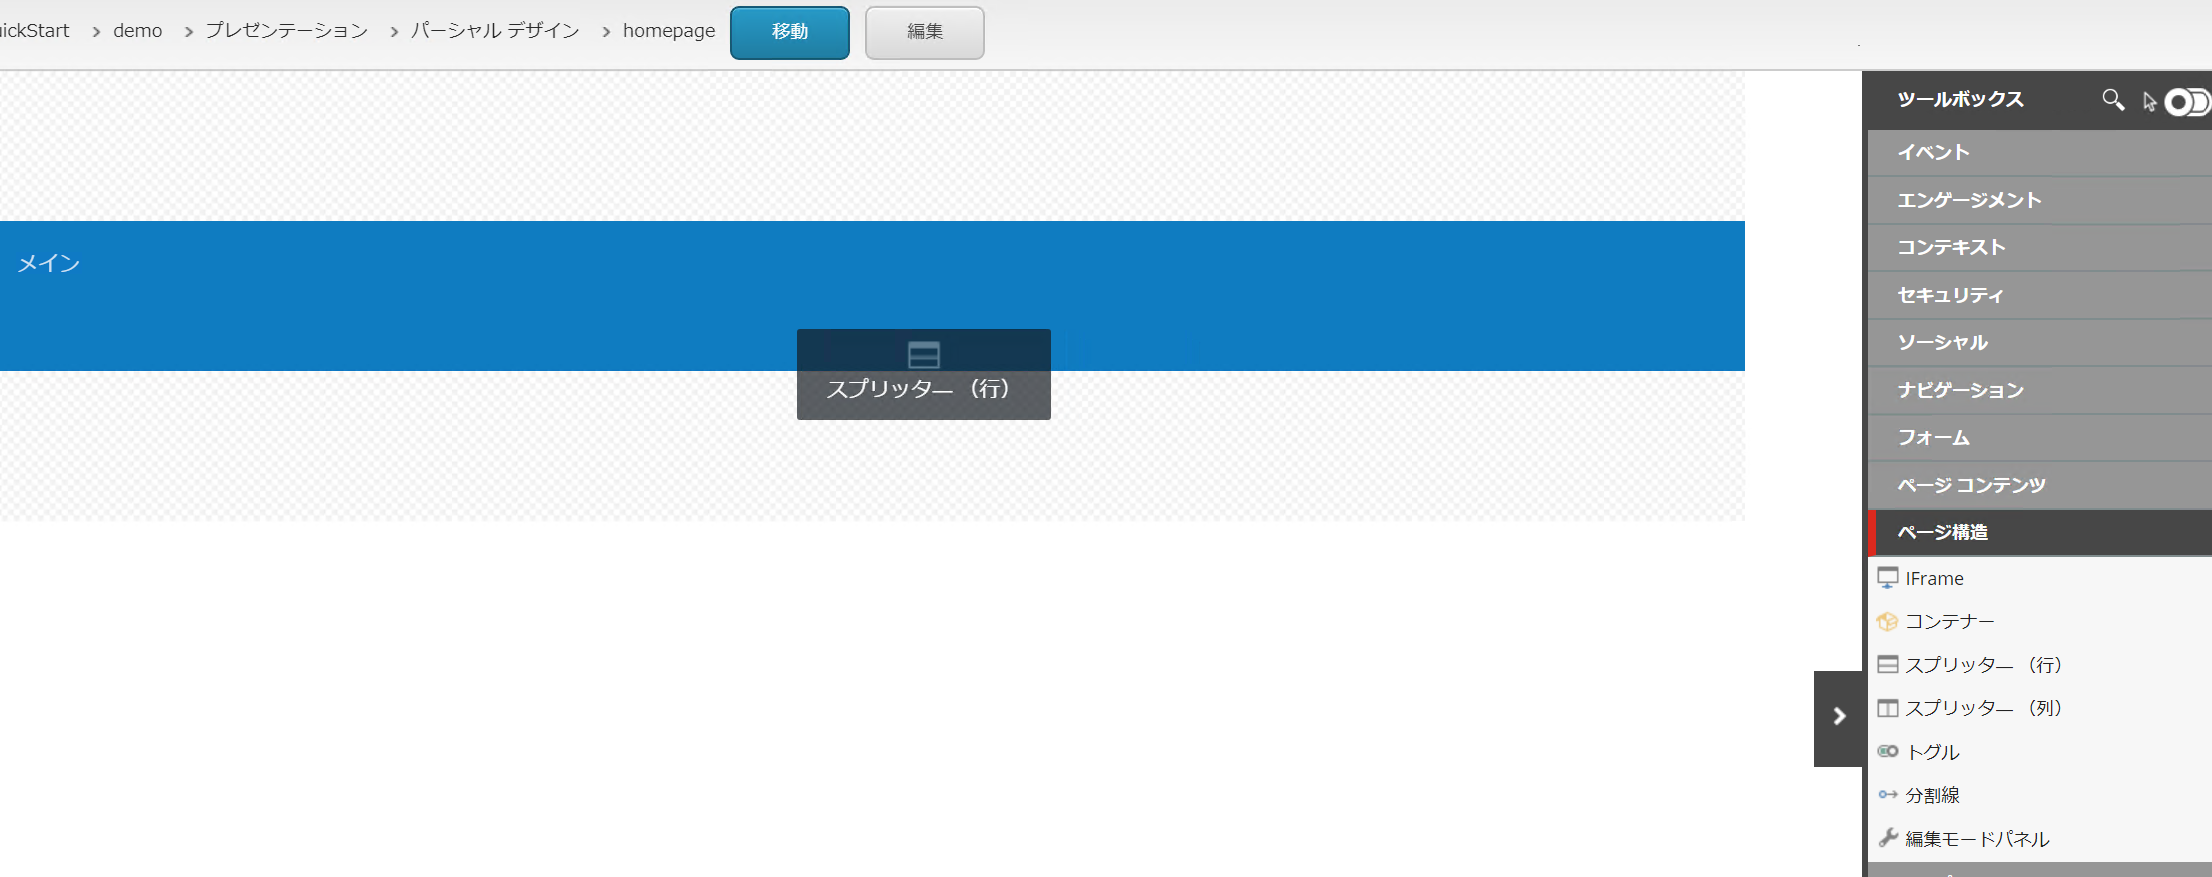 uickStart > demo > プレゼンテーション > パーシャル デザイン > homepage 移動 編集
ツールボックス
イベント
エンゲージメント
メイン
コンテキスト
セキュリティ
ソーシャル
スプリッター （行）
ナビゲーション
フォーム
ページ コンテンツ
ページ構造
IFrame
コンテナー
スプリッター （行）
スプリッター （列）
トグル
分割線
編集モードパネル